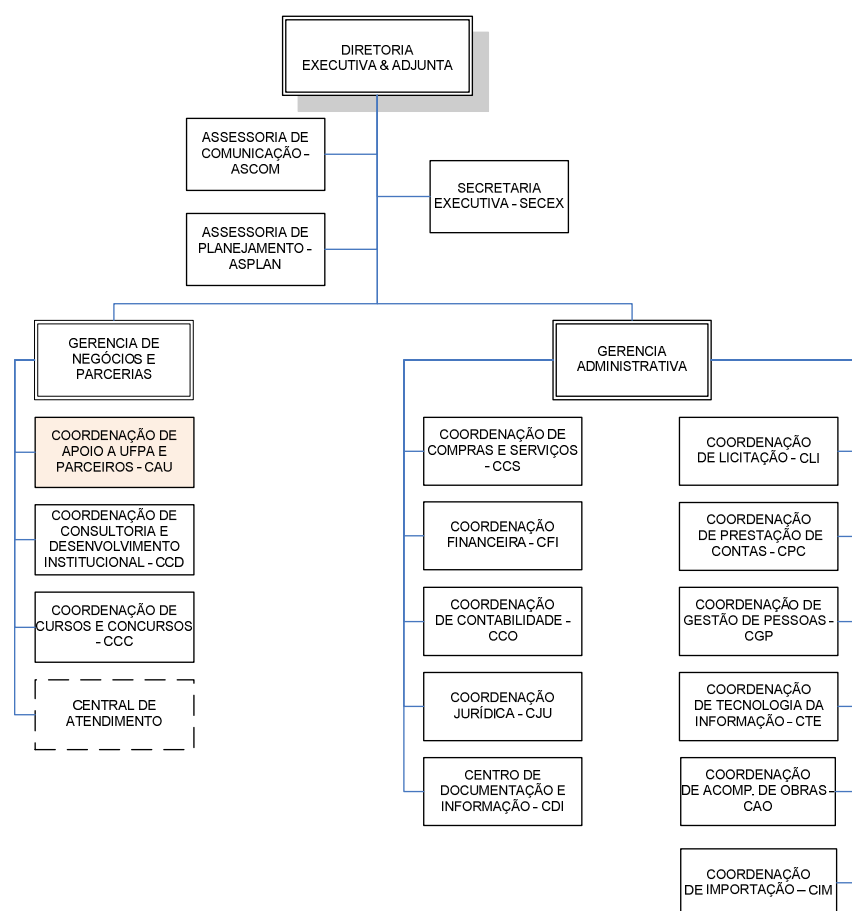 DIRETORIA
EXECUTIVA & ADJUNTA
ASSESSORIA DE
COMUNICAÇÃO –
ASCOM
SECRETARIA
EXECUTIVA - SECEX
ASSESSORIA DE
PLANEJAMENTO –
ASPLAN
GERENCIA DE
NEGÓCIOS E
PARCERIAS
COORDENAÇÃO DE
APOIO A UFPA E
PARCEIROS - CAU
COORDENAÇÃO DE
CONSULTORIA E
DESENVOLVIMENTO
INSTITUCIONAL - CCD
COORDENAÇÃO DE
CURSOS E CONCURSOS
- CCC
CENTRAL DE
ATENDIMENTO
GERENCIA
ADMINISTRATIVA
COORDENAÇÃO DE
COMPRAS E SERVIÇOS
- CCS
COORDENAÇÃO
FINANCEIRA - CFI
COORDENAÇÃO
DE CONTABILIDADE -
CCO
COORDENAÇÃO
JURÍDICA - CJU
CENTRO DE
DOCUMENTAÇÃO E
INFORMAÇÃO - CDI
COORDENAÇÃO
DE LICITAÇÃO - CLI
COORDENAÇÃO
DE PRESTAÇÃO DE
CONTAS - CPC
COORDENAÇÃO DE
GESTÃO DE PESSOAS -
CGP
COORDENAÇÃO
DE TECNOLOGIA DA
INFORMAÇÃO - CTE
COORDENAÇÃO
DE ACOMP. DE OBRAS –
CAO
COORDENAÇÃO
DE IMPORTAÇÃO – CIM